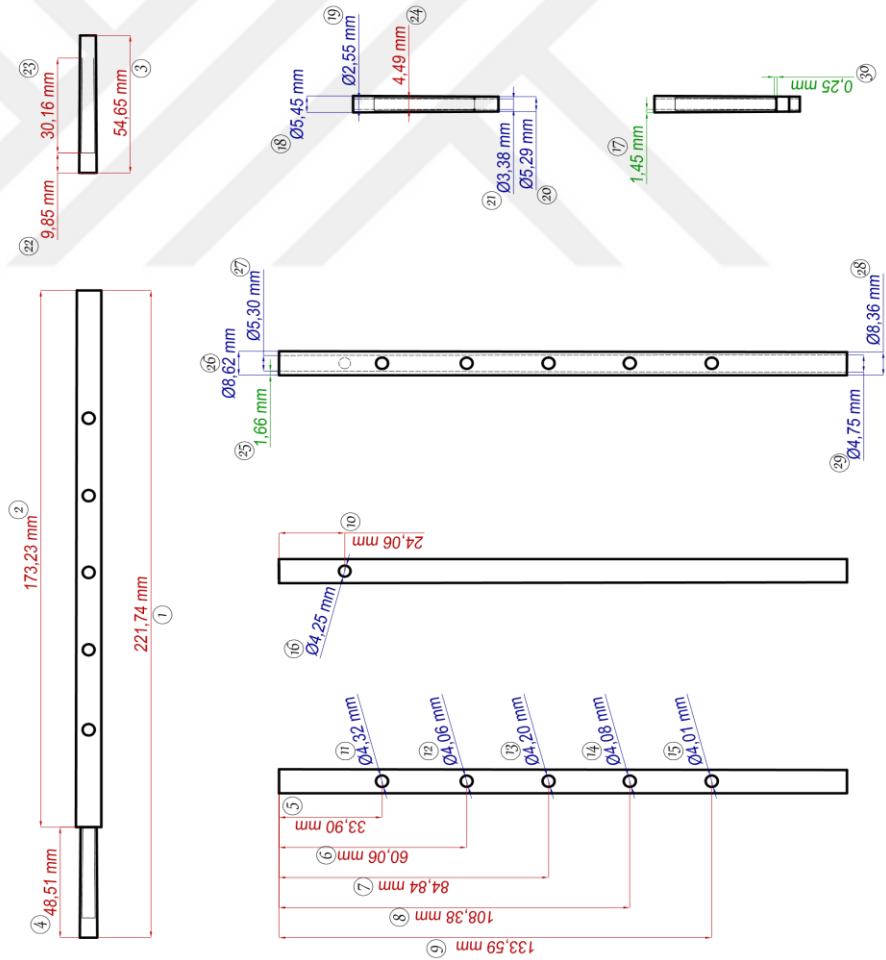 19
24
Ø2,55 mm
4,49 mm
18
Ø5,45 mm
23
30,16 mm
54,65 mm
3
22
9,85 mm
21
Ø3,38 mm
Ø5,29 mm
20
17
1,45 mm
0,25 mm
30
2
173,23 mm
221,74 mm
1
4
48,51 mm
27
Ø5,30 mm
26
Ø8,62 mm
25
1,66 mm
28
Ø8,36 mm
29
Ø4,75 mm
10
24,06 mm
16
Ø4,25 mm
11
Ø4,32 mm
12
Ø4,06 mm
13
Ø4,20 mm
14
Ø4,08 mm
15
Ø4,01 mm
5
33,90 mm
6
60,06 mm
7
84,84 mm
8
108,38 mm
9
133,59 mm